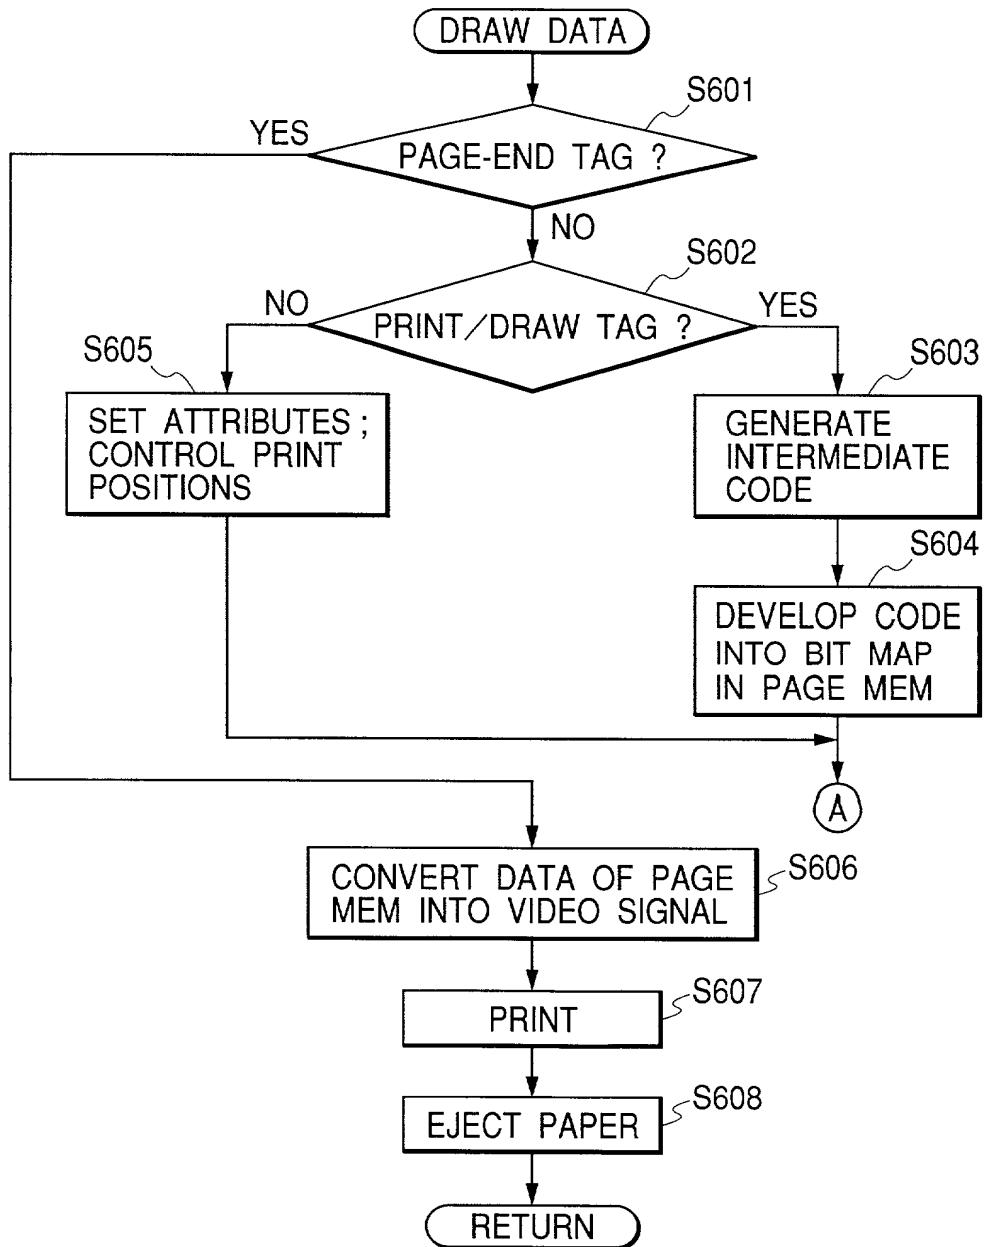 DRAW DATA
S601
YES
PAGE-END TAG ?
NO
S602
NO
YES
PRINT/DRAW TAG ?
S605
S603
SET ATTRIBUTES ;
CONTROL PRINT
POSITIONS
GENERATE
INTERMEDIATE
CODE
S604
DEVELOP CODE
INTO BIT MAP
IN PAGE MEM
A
S606
CONVERT DATA OF PAGE
MEM INTO VIDEO SIGNAL
S607
PRINT
S608
EJECT PAPER
RETURN